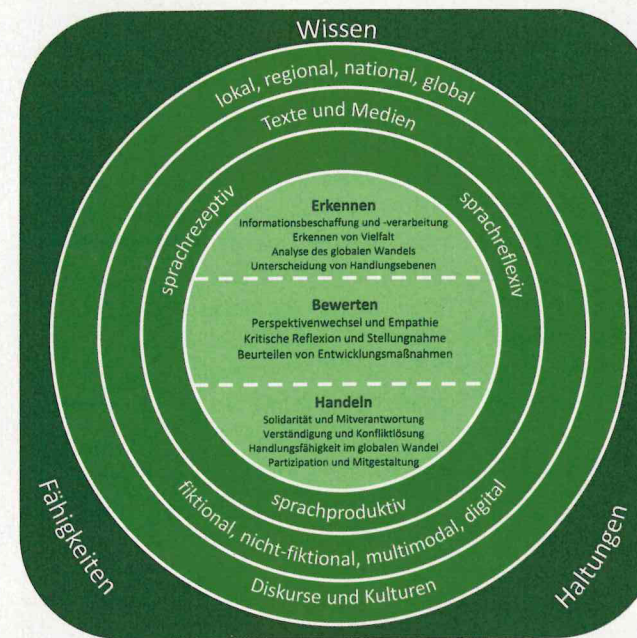 Wissen
lokal, regional, national, global
Texte und Medien
sprachrezeptiv
sprachreflexiv
Erkennen
Informationsbeschaffung und -verarbeitung
Erkennen von Vielfalt
Analyse des globalen Wandels
Unterscheidung von Handlungsebenen
Bewerten
Perspektivenwechsel und Empathie
Kritische Reflexion und Stellungnahme
Beurteilen von Entwicklungsmaßnahmen
Handeln
Solidarität und Mitverantwortung
Verständigung und Konfliktlösung
Handlungsfähigkeit im globalen Wandel
Partizipation und Mitgestaltung
sprachproduktiv
fiktional, nicht-fiktional, multimodal, digital
Diskurse und Kulturen
Fähigkeiten
Haltungen